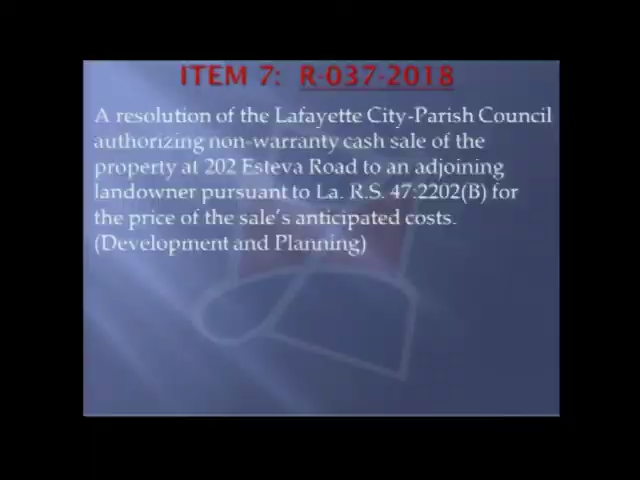 ITEM 7: R-037-2018
A resolution of the Lafayette City-Parish Council
authorizing non-warranty cash sale of the
property at 202 Esteva Road to an adjoining
landowner pursuant to La. R.S. 47:2202(B) for
the price of the sale's anticipated costs.
(Development and Planning)